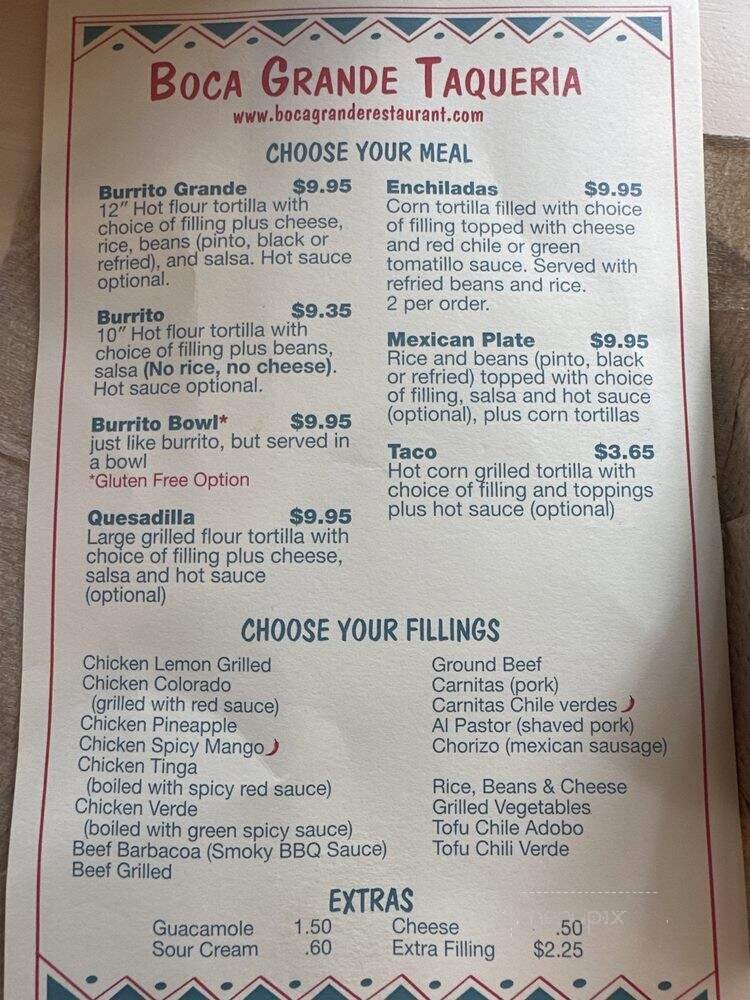 BOCA GRANDE TAQUERIA
www.bocagranderestaurant.com
CHOOSE YOUR MEAL
Burrito Grande $9.95
12" Hot flour tortilla with
choice of filling plus cheese,
rice, beans (pinto, black or
refried), and salsa. Hot sauce
optional.
Burrito $9.35
10" Hot flour tortilla with
choice of filling plus beans,
salsa (No rice, no cheese).
Hot sauce optional.
Burrito Bowl* $9.95
just like burrito, but served in
a bowl
*Gluten Free Option
Quesadilla $9.95
Large grilled flour tortilla with
choice of filling plus cheese,
salsa and hot sauce
(optional)
Enchiladas $9.95
Corn tortilla filled with choice
of filling topped with cheese
and red chile or green
tomatillo sauce. Served with
refried beans and rice.
2 per order.
Mexican Plate $9.95
Rice and beans (pinto, black
or refried) topped with choice
of filling, salsa and hot sauce
(optional), plus corn tortillas
Taco $3.65
Hot corn grilled tortilla with
choice of filling and toppings
plus hot sauce (optional)
CHOOSE YOUR FILLINGS
Chicken Lemon Grilled
Chicken Colorado
(grilled with red sauce)
Chicken Pineapple
Chicken Spicy Mango
Chicken Tinga
(boiled with spicy red sauce)
Chicken Verde
(boiled with green spicy sauce)
Beef Barbacoa (Smoky BBQ Sauce)
Beef Grilled
Ground Beef
Carnitas (pork)
Carnitas Chile verdes
Al Pastor (shaved pork)
Chorizo (mexican sausage)
Rice, Beans & Cheese
Grilled Vegetables
Tofu Chile Adobo
Tofu Chili Verde
EXTRAS
Guacamole 1.50
Sour Cream .60
Cheese .50
Extra Filling $2.25